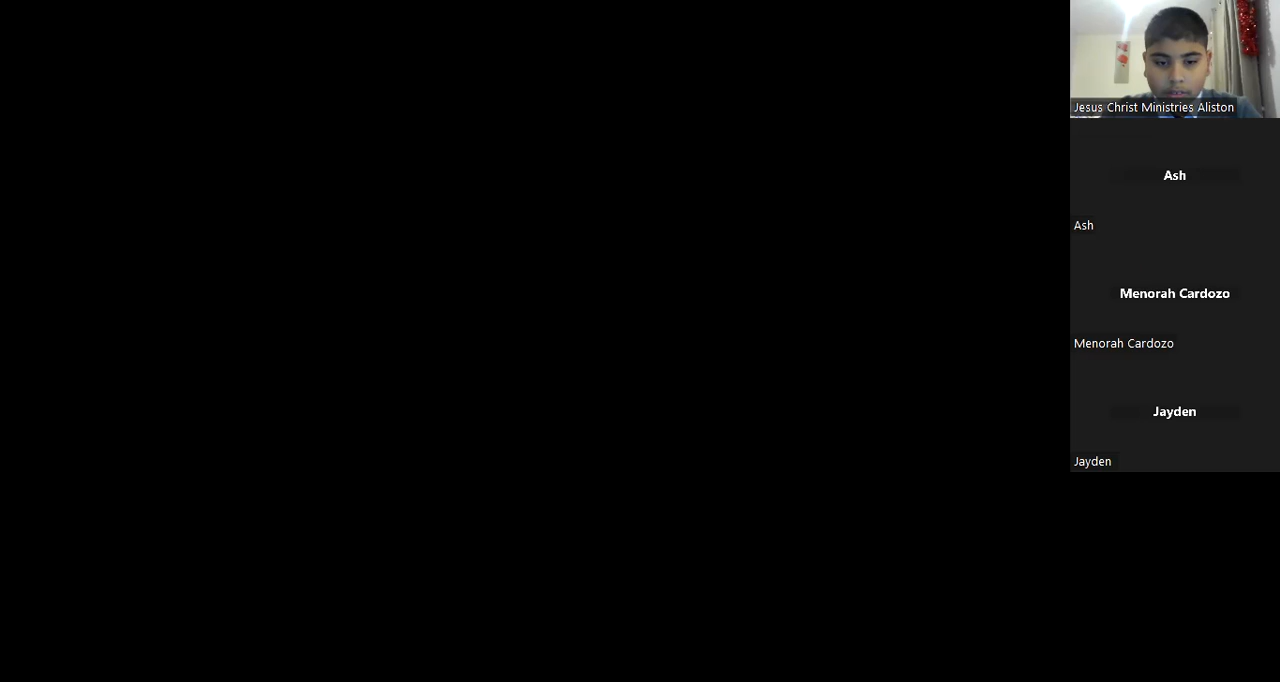 Jesus Christ Ministries Aliston
Ash
Ash
Menorah Cardozo
Menorah Cardozo
Jayden
Jayden